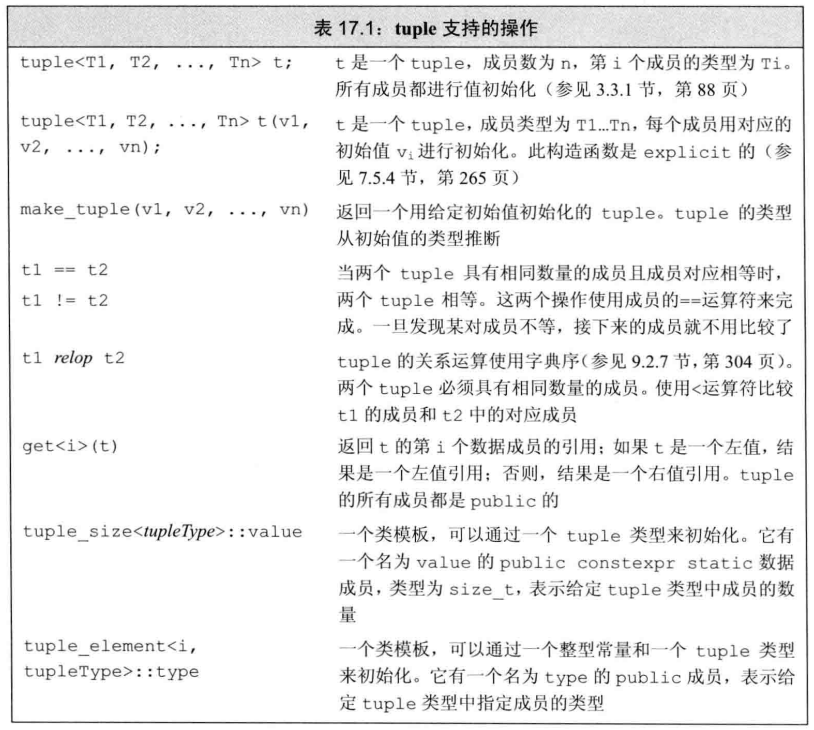 表 17.1：tuple 支持的操作
tuple<T1, T2, ..., Tn> t;
t 是一个 tuple，成员数为 n，第 i 个成员的类型为 Ti。
所有成员都进行值初始化（参见 3.3.1 节，第 88 页）
tuple<T1, T2, ..., Tn> t(v1,
v2, ..., vn);
t 是一个 tuple，成员类型为 T1…Tn，每个成员用对应的
初始值 vi 进行初始化。此构造函数是 explicit 的（参
见 7.5.4 节，第 265 页）
make_tuple(v1, v2, ..., vn)
返回一个用给定初始值初始化的 tuple。tuple 的类型
从初始值的类型推断
t1 == t2
t1 != t2
当两个 tuple 具有相同数量的成员且成员对应相等时，
两个 tuple 相等。这两个操作使用成员的==运算符来完
成。一旦发现某对成员不等，接下来的成员就不用比较了
t1 relop t2
tuple 的关系运算使用字典序（参见 9.2.7 节，第 304 页）。
两个 tuple 必须具有相同数量的成员。使用<运算符比较
t1 的成员和 t2 中的对应成员
get<i>(t)
返回 t 的第 i 个数据成员的引用；如果 t 是一个左值，结
果是一个左值引用；否则，结果是一个右值引用。tuple
的所有成员都是 public 的
tuple_size<tupleType>::value
一个类模板，可以通过一个 tuple 类型来初始化。它有
一个名为 value 的 public constexpr static 数据
成员，类型为 size_t，表示给定 tuple 类型中成员的数
量
tuple_element<i,
tupleType>::type
一个类模板，可以通过一个整型常量和一个 tuple 类型
来初始化。它有一个名为 type 的 public 成员，表示给
定 tuple 类型中指定成员的类型